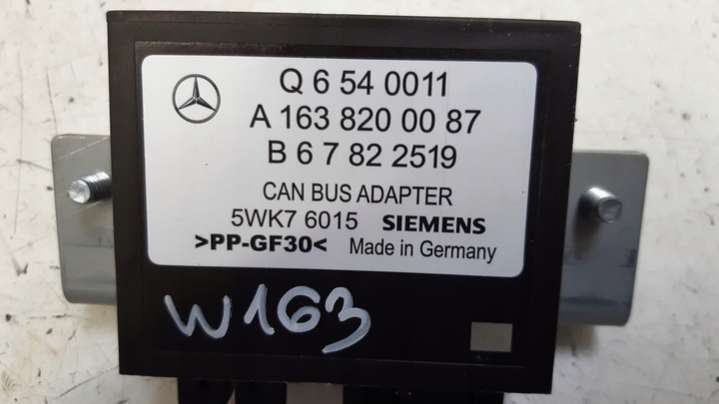 Q 6 54 0011
A 163 820 00 87
B 6 7 82 2519
CAN BUS ADAPTER
5WK7 6015 SIEMENS
>PP-GF30< Made in Germany
W163